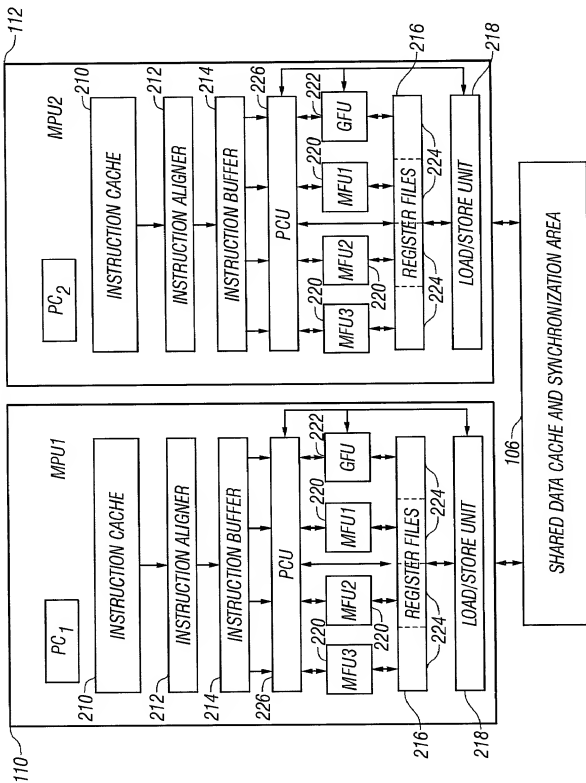 110
MPU1
PC1
210
INSTRUCTION CACHE
212
INSTRUCTION ALIGNER
214
INSTRUCTION BUFFER
226
PCU
220
220
222
MFU3
MFU2
MFU1
GFU
220
216
REGISTER FILES
224
224
218
LOAD/STORE UNIT
112
MPU2
PC2
210
INSTRUCTION CACHE
212
INSTRUCTION ALIGNER
214
INSTRUCTION BUFFER
226
PCU
220
220
222
MFU3
MFU2
MFU1
GFU
220
216
REGISTER FILES
224
224
218
LOAD/STORE UNIT
106
SHARED DATA CACHE AND SYNCHRONIZATION AREA